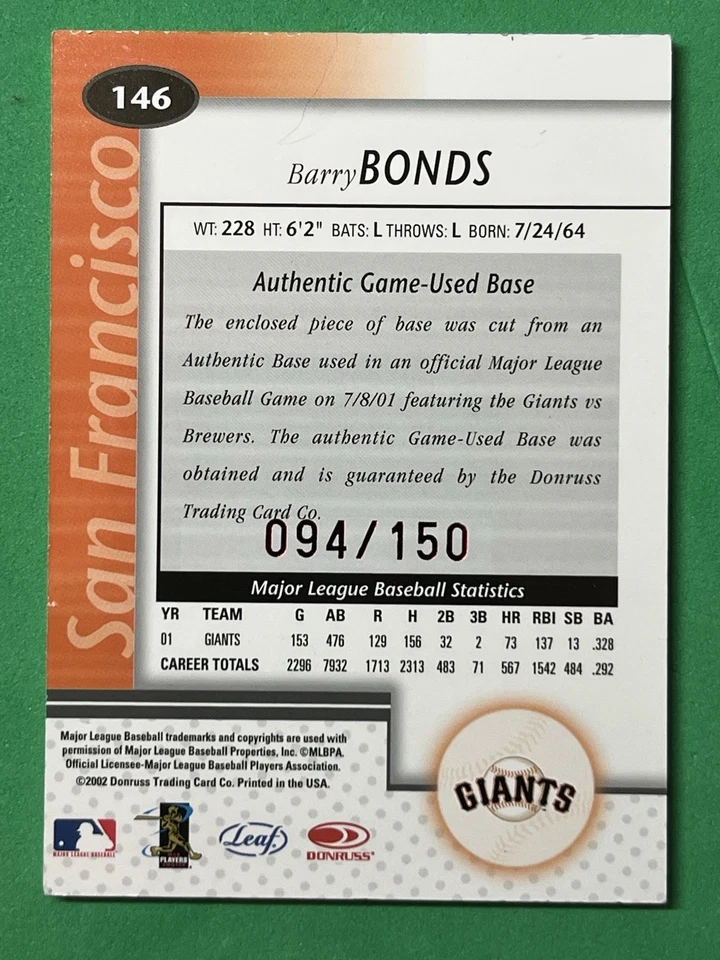 146
San Francisco
Barry BONDS
WT: 228 HT: 6'2" BATS: L THROWS: L BORN: 7/24/64
Authentic Game-Used Base
The enclosed piece of base was cut from an
Authentic Base used in an official Major League
Baseball Game on 7/8/01 featuring the Giants vs
Brewers. The authentic Game-Used Base was
obtained and is guaranteed by the Donruss
Trading Card Co.
094/150
Major League Baseball Statistics
YR TEAM G AB R H 2B 3B HR RBI SB BA
01 GIANTS 153 476 129 156 32 2 73 137 13 .328
CAREER TOTALS 2296 7932 1713 2313 483 71 567 1542 484 .292
Major League Baseball trademarks and copyrights are used with
permission of Major League Baseball Properties, Inc. ©MLBPA.
Official Licensee-Major League Baseball Players Association.
©2002 Donruss Trading Card Co. Printed in the USA.
GIANTS
MAJOR LEAGUE BASEBALL
PLAYERS
Leaf
DONRUSS